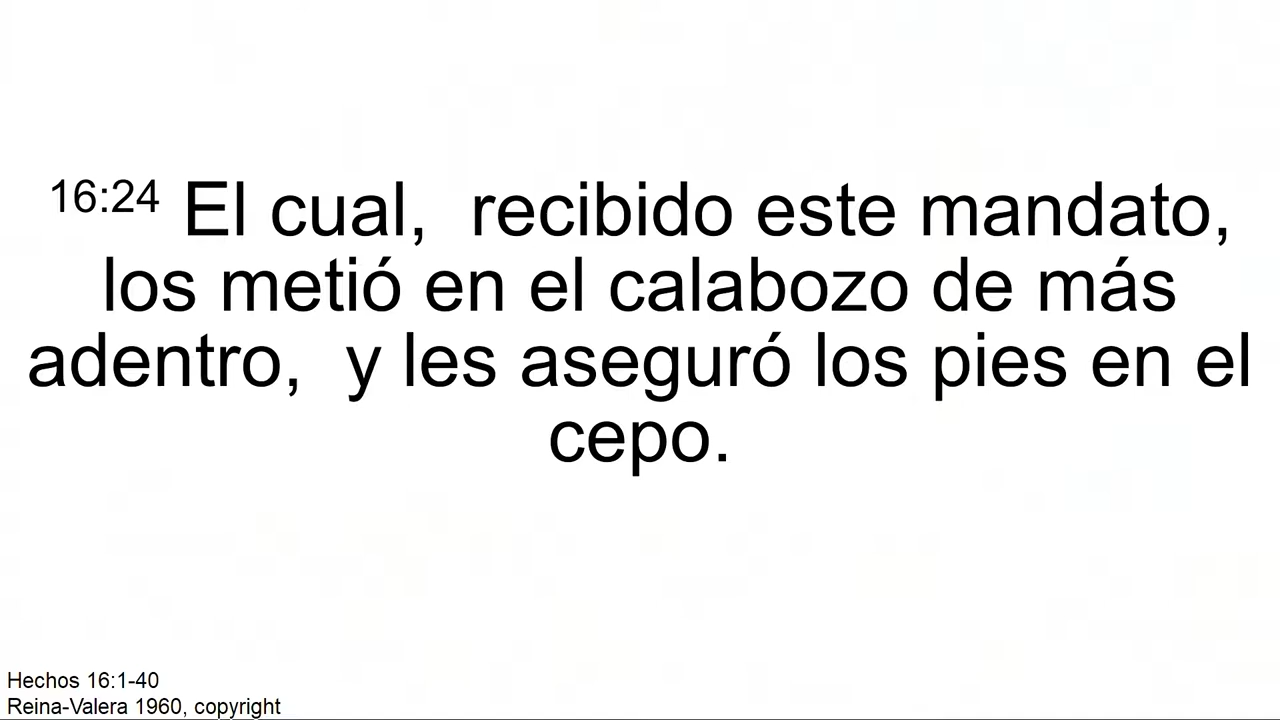 16:24 El cual,  recibido este mandato,
los metió en el calabozo de más
adentro,  y les aseguró los pies en el
cepo.
Hechos 16:1-40
Reina-Valera 1960, copyright